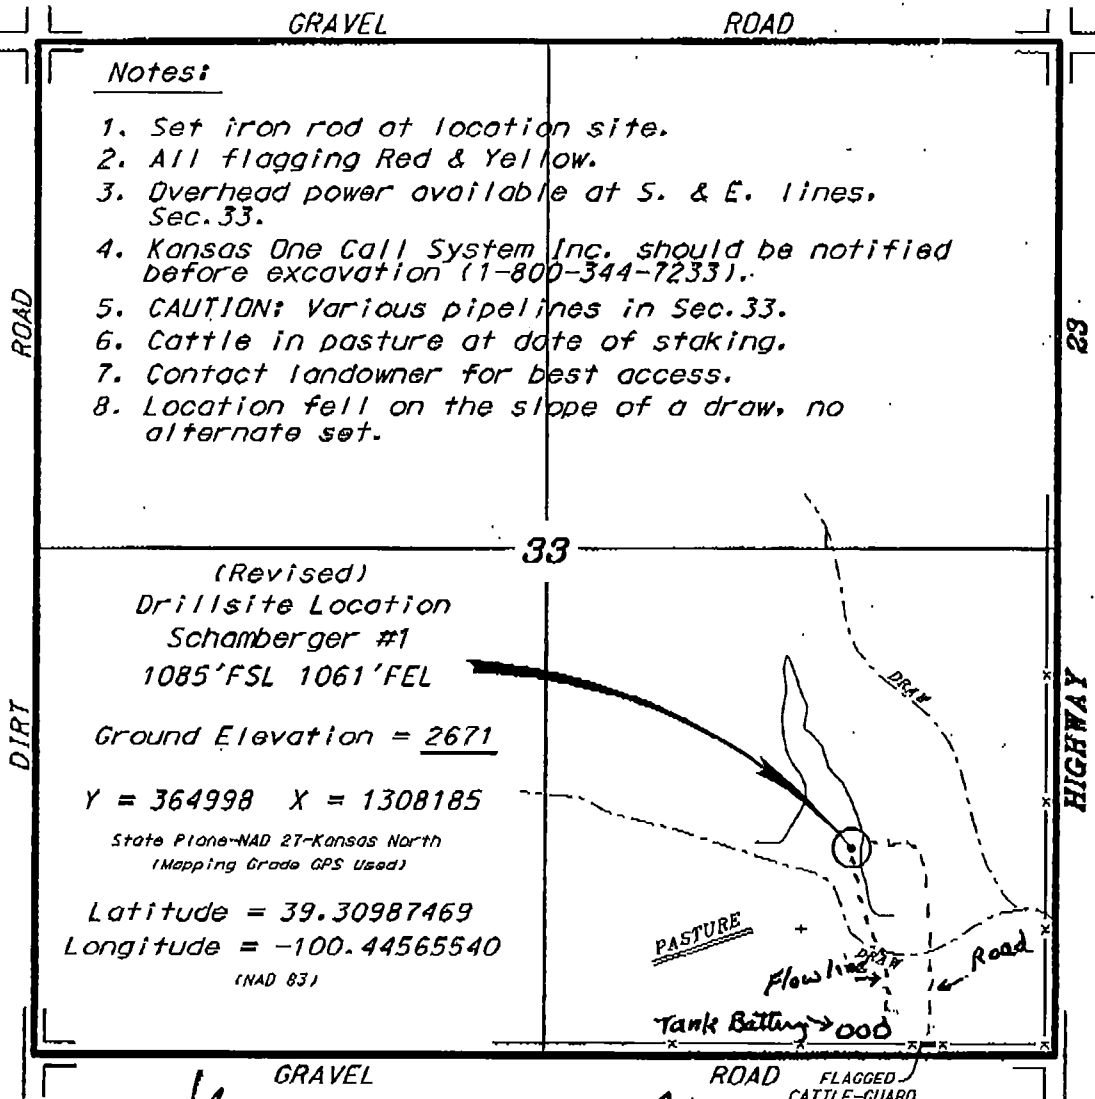 GRAVEL ROAD
Notes:
1. Set iron rod at location site.
2. All flagging Red & Yellow.
3. Overhead power available at S. & E. lines,
Sec.33.
4. Kansas One Call System Inc. should be notified
before excavation (1-800-344-7233).
5. CAUTION: Various pipelines in Sec.33.
6. Cattle in pasture at date of staking.
7. Contact landowner for best access.
8. Location fell on the slope of a draw, no
alternate set.
DIRT ROAD
HIGHWAY 23
33
(Revised)
Drillsite Location
Schamberger #1
1085'FSL 1061'FEL
Ground Elevation = 2671
Y = 364998 X = 1308185
State Plane-NAD 27-Kansas North
(Mapping Grade GPS Used)
Latitude = 39.30987469
Longitude = -100.44565540
(NAD 83)
DRAW
PASTURE
DRAW
Flowline
Road
Tank Battery
GRAVEL ROAD
FLAGGED
CATTLE-GUARD